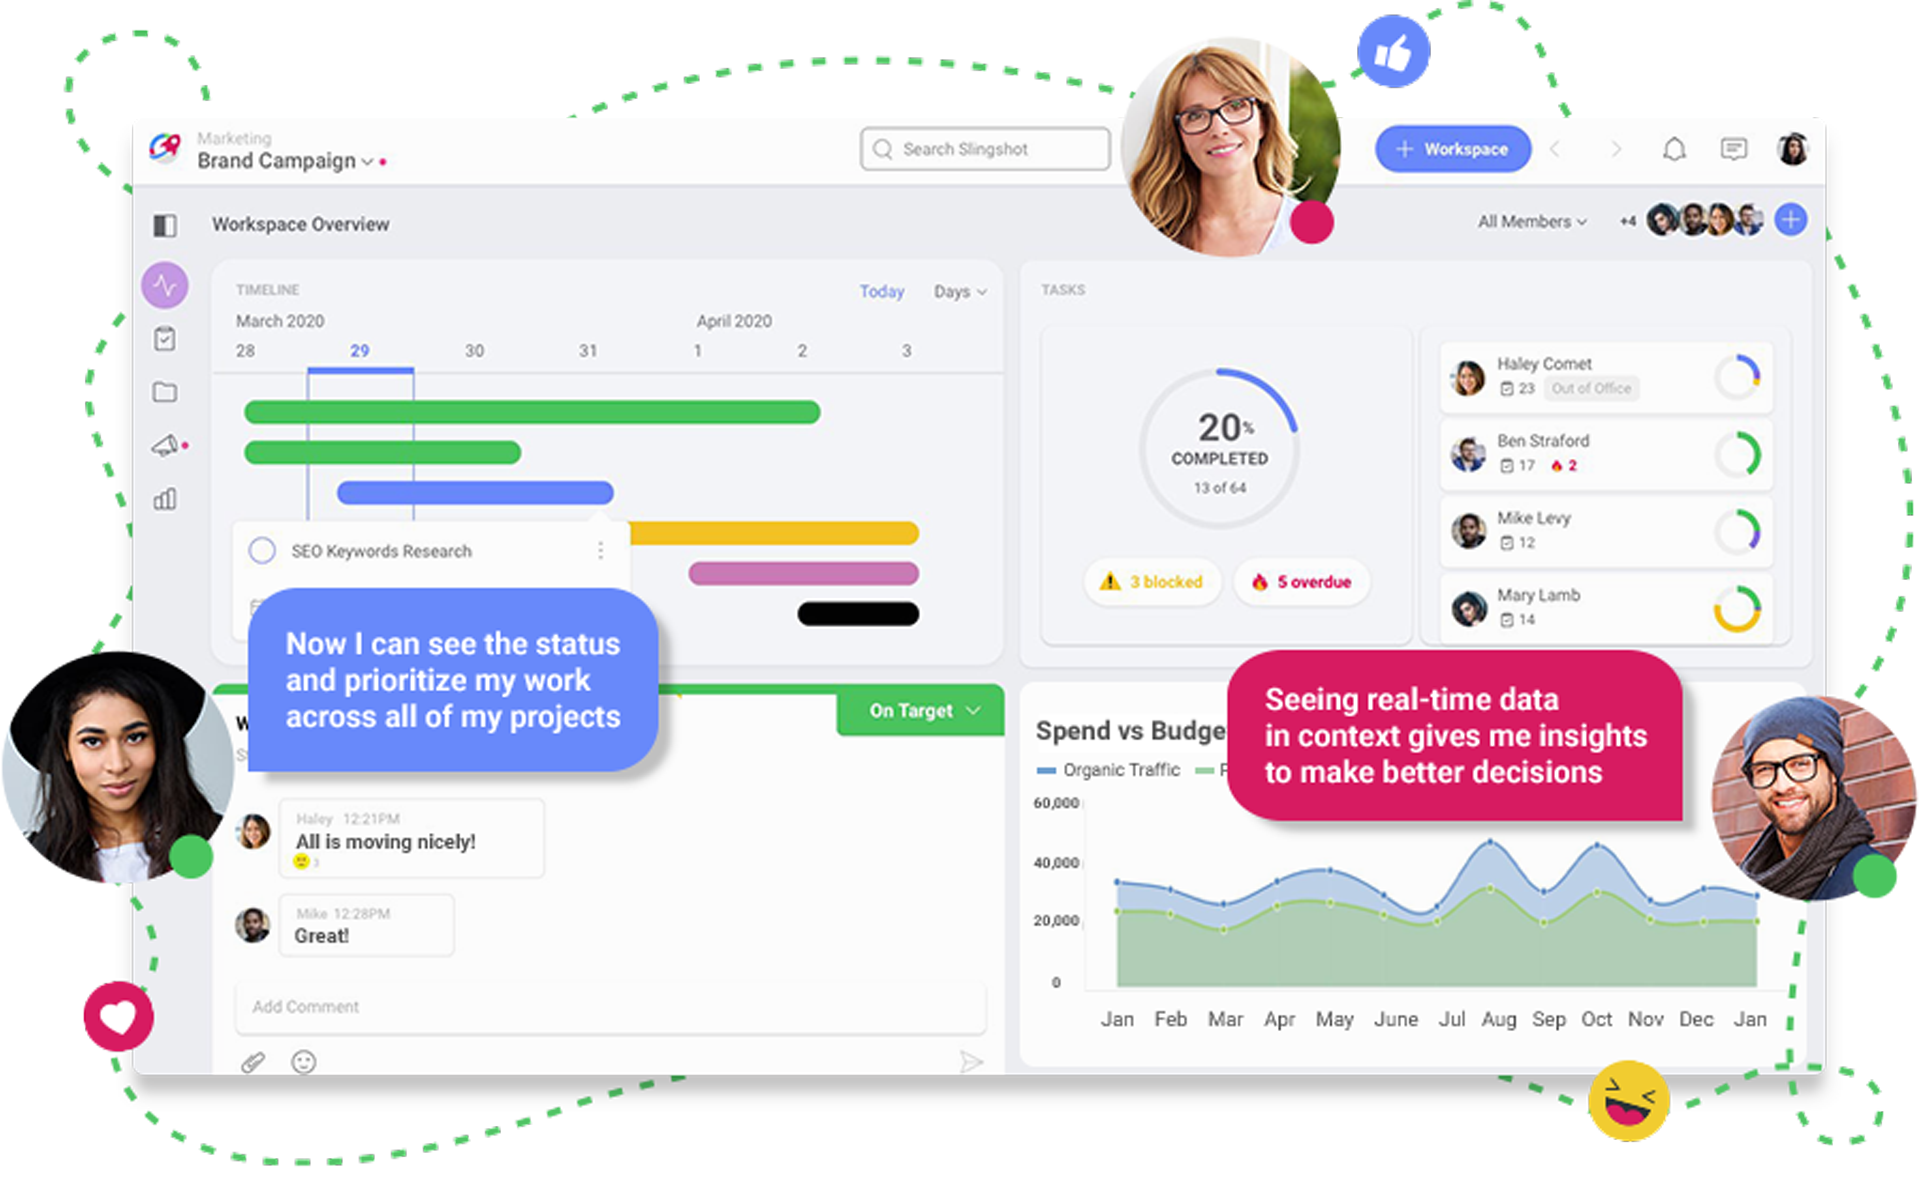 Marketing
Brand Campaign
Search Slingshot
+ Workspace
Workspace Overview
All Members
+4
TIMELINE
Today
Days
March 2020
April 2020
28 29 30 31 1 2 3
SEO Keywords Research
Now I can see the status
and prioritize my work
across all of my projects
TASKS
20%
COMPLETED
13 of 64
3 blocked
5 overdue
Haley Comet
23 Out of Office
Ben Straford
17 2
Mike Levy
12
Mary Lamb
14
On Target
Haley 12:21PM
All is moving nicely!
3
Mike 12:28PM
Great!
Add Comment
Spend vs Budge
Organic Traffic
Seeing real-time data
in context gives me insights
to make better decisions
60,000
40,000
20,000
0
Jan Feb Mar Apr May June Jul Aug Sep Oct Nov Dec Jan